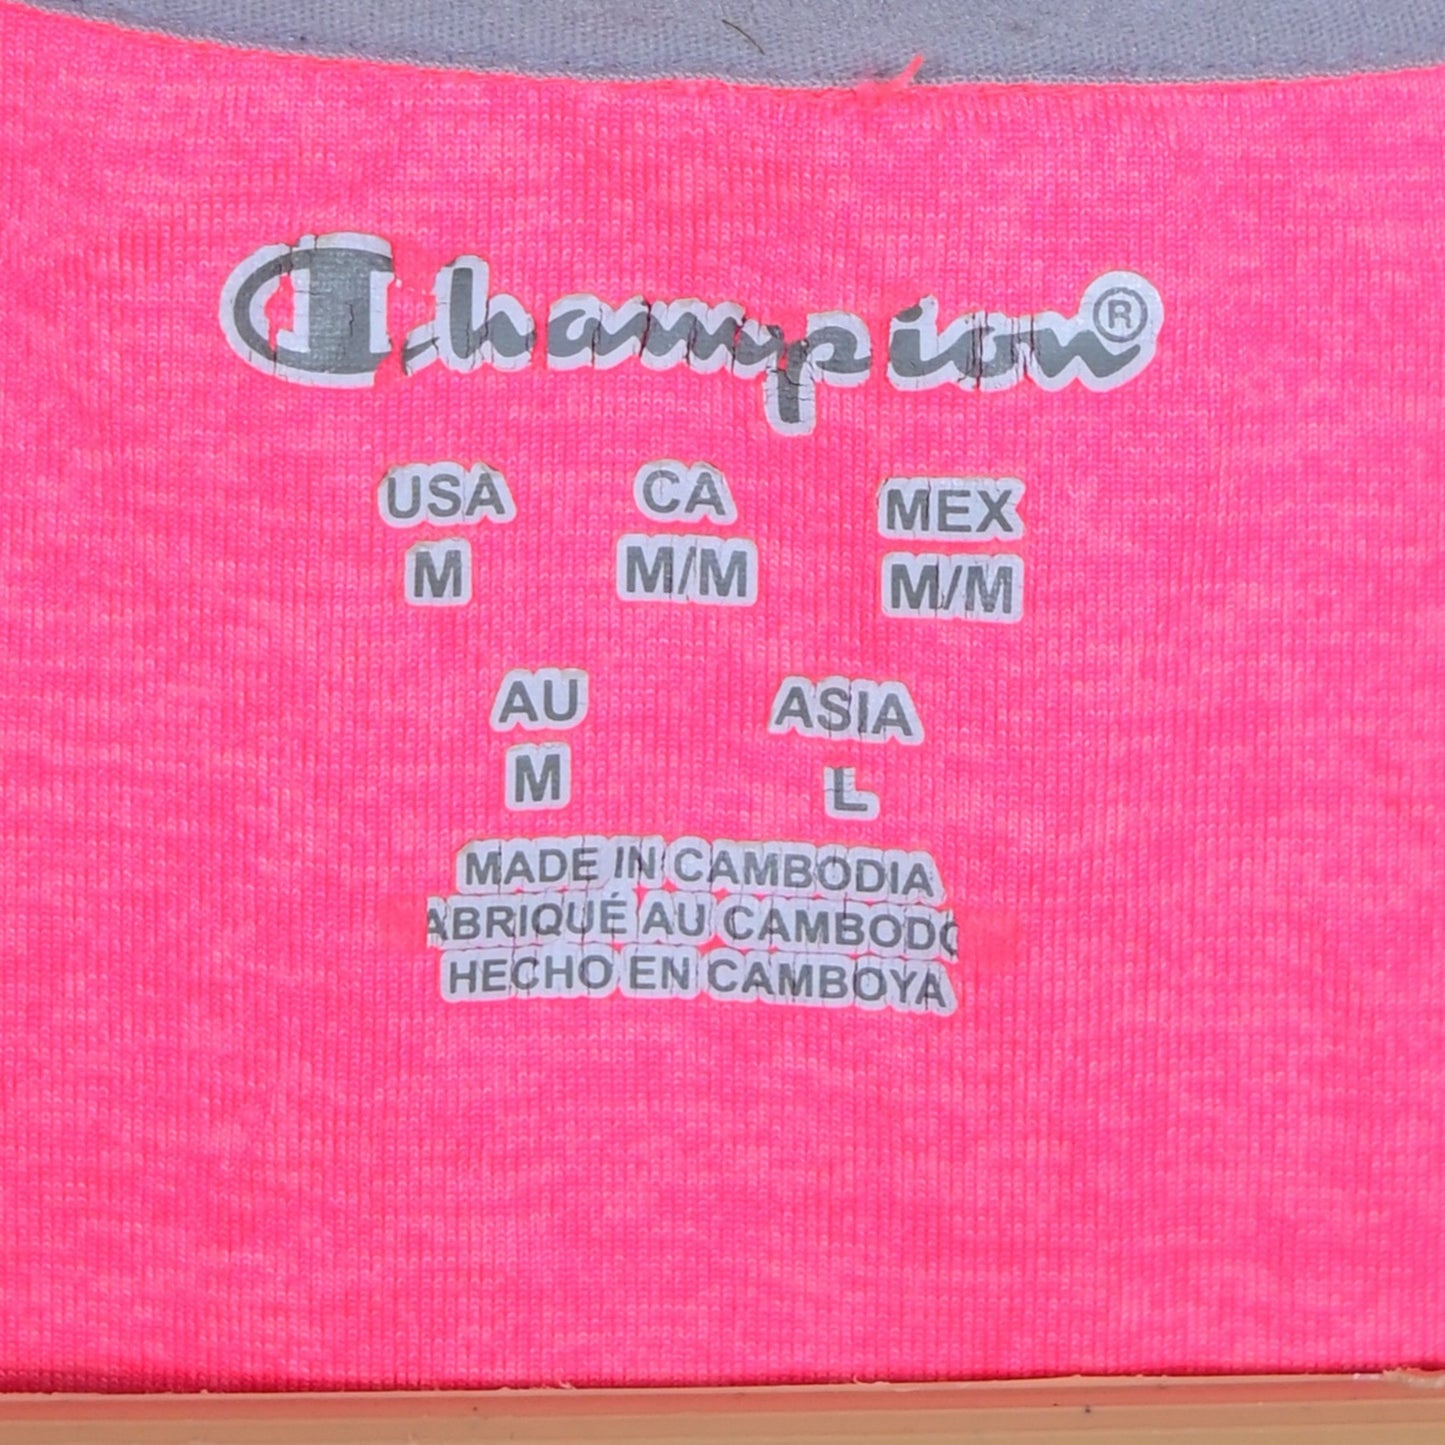 Champion®
USA CA MEX
M M/M M/M
AU ASIA
M L
MADE IN CAMBODIA
ABRIQUÉ AU CAMBODG
HECHO EN CAMBOYA